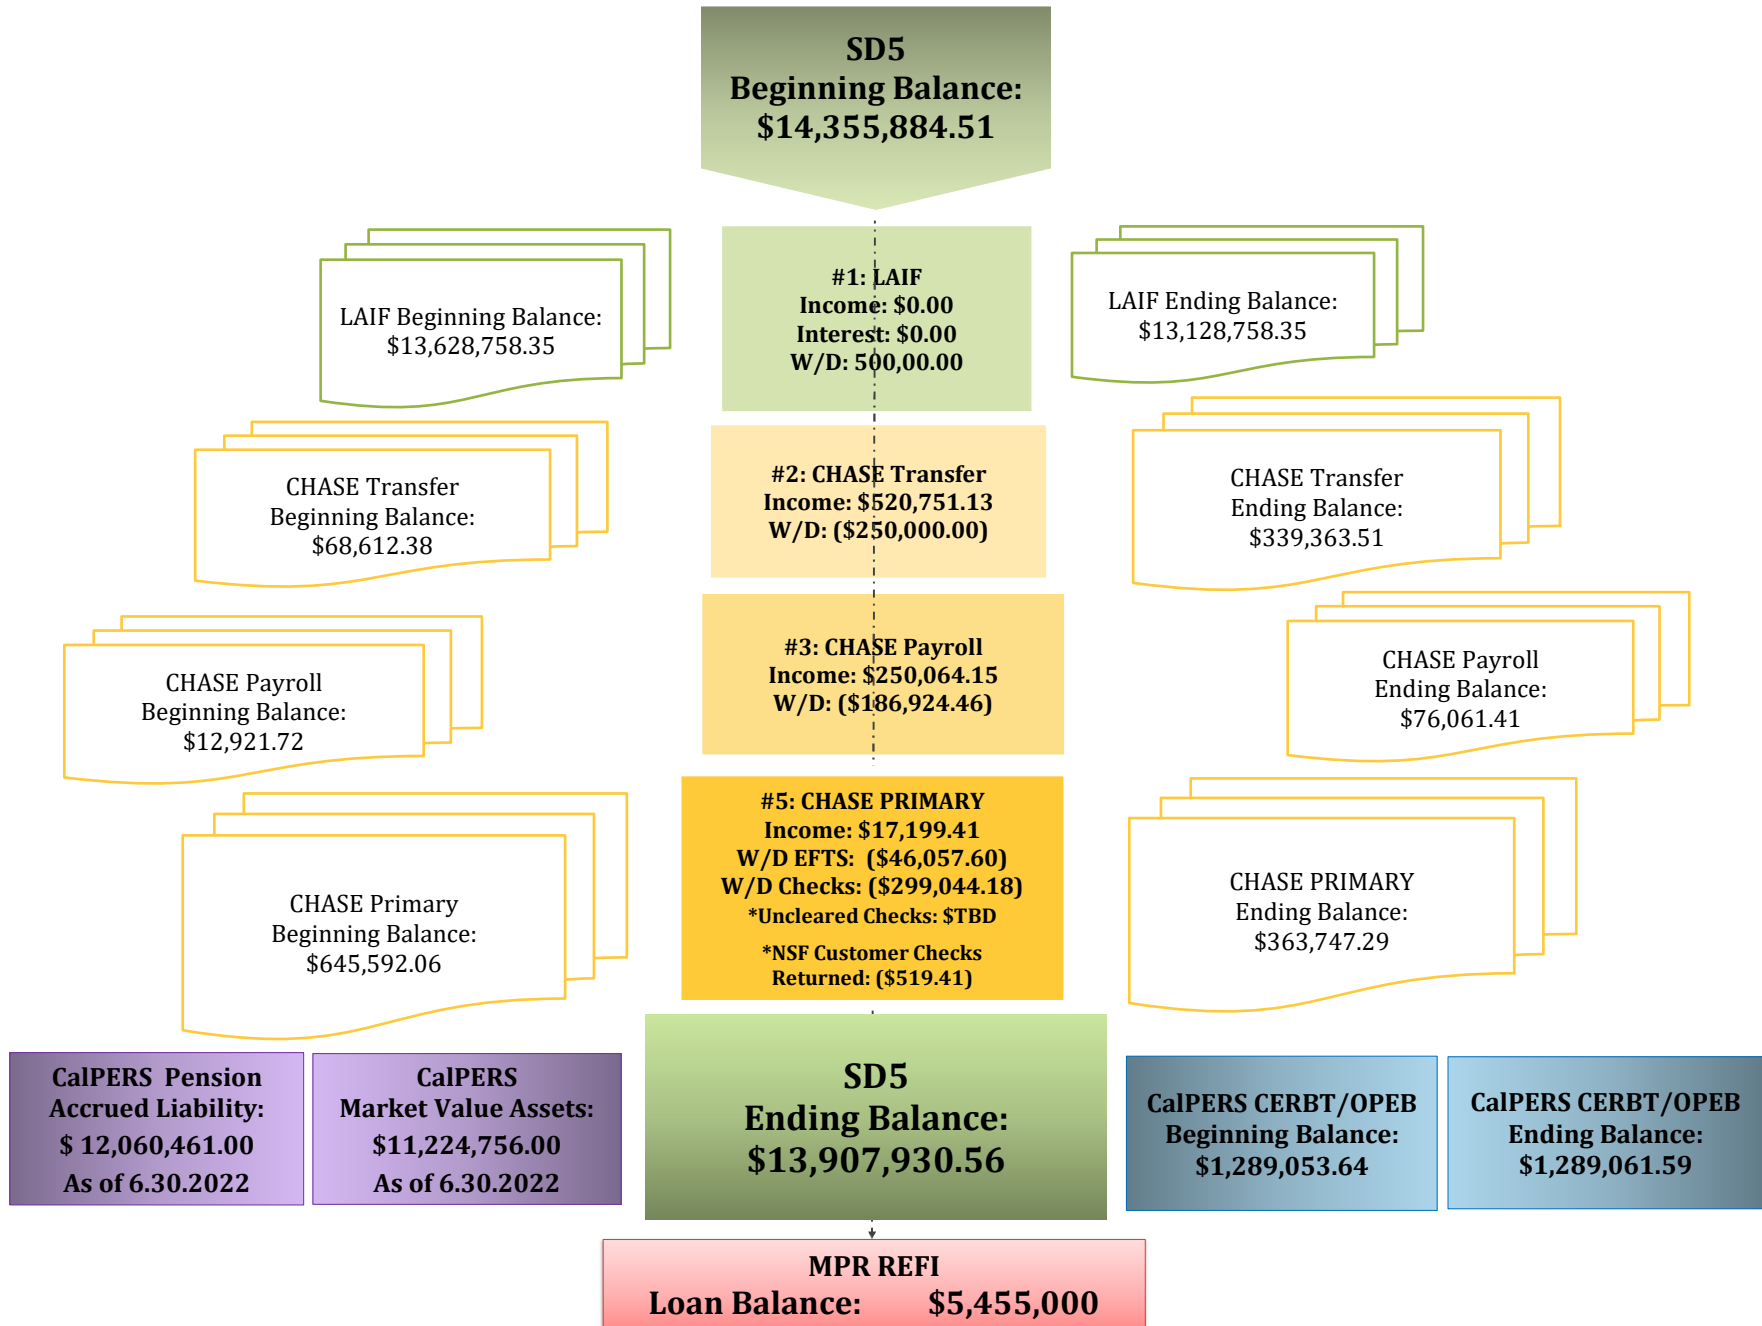 SD5
Beginning Balance:
$14,355,884.51
LAIF Beginning Balance:
$13,628,758.35
#1: LAIF
Income: $0.00
Interest: $0.00
W/D: 500,00.00
LAIF Ending Balance:
$13,128,758.35
CHASE Transfer
Beginning Balance:
$68,612.38
#2: CHASE Transfer
Income: $520,751.13
W/D: ($250,000.00)
CHASE Transfer
Ending Balance:
$339,363.51
CHASE Payroll
Beginning Balance:
$12,921.72
#3: CHASE Payroll
Income: $250,064.15
W/D: ($186,924.46)
CHASE Payroll
Ending Balance:
$76,061.41
CHASE Primary
Beginning Balance:
$645,592.06
#5: CHASE PRIMARY
Income: $17,199.41
W/D EFTS:  ($46,057.60)
W/D Checks: ($299,044.18)
*Uncleared Checks: $TBD
*NSF Customer Checks
Returned: ($519.41)
CHASE PRIMARY
Ending Balance:
$363,747.29
CalPERS  Pension
Accrued Liability:
$ 12,060,461.00
As of 6.30.2022
CalPERS
Market Value Assets:
$11,224,756.00
As of 6.30.2022
SD5
Ending Balance:
$13,907,930.56
CalPERS CERBT/OPEB
Beginning Balance:
$1,289,053.64
CalPERS CERBT/OPEB
Ending Balance:
$1,289,061.59
MPR REFI
Loan Balance: $5,455,000